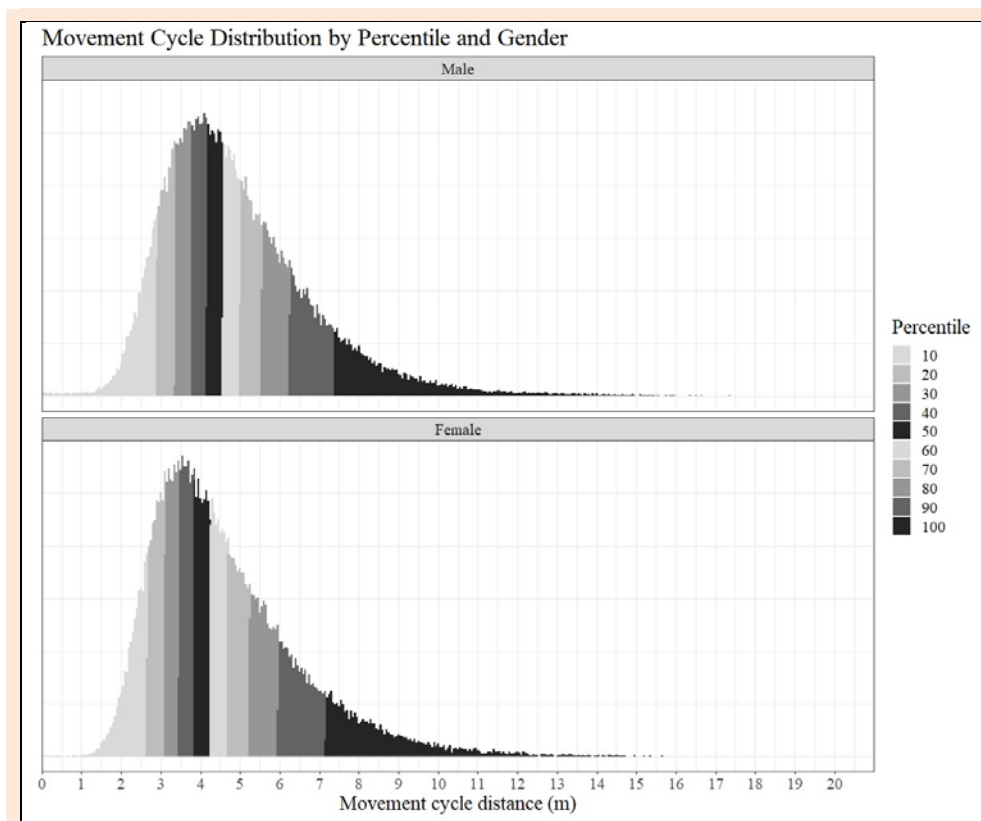 Movement Cycle Distribution by Percentile and Gender
Male
Female
Percentile
10
20
30
40
50
60
70
80
90
100
0 1 2 3 4 5 6 7 8 9 10 11 12 13 14 15 16 17 18 19 20
Movement cycle distance (m)